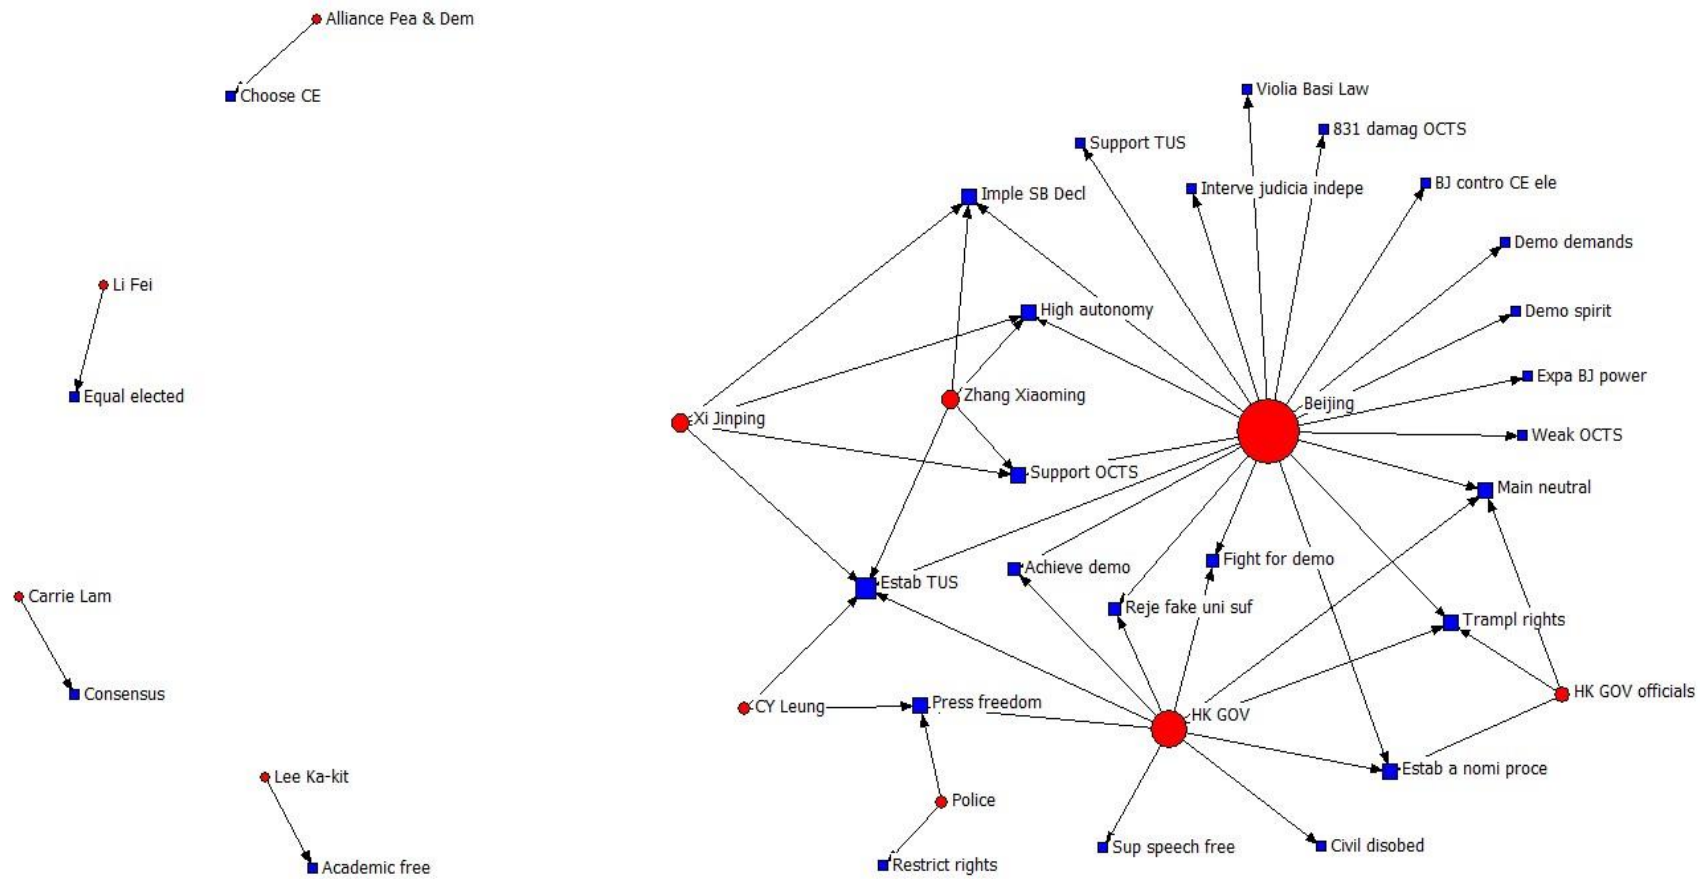 Alliance Pea & Dem
Choose CE
Violia Basi Law
831 damag OCTS
Support TUS
Interve judicia indepe
BJ contro CE ele
Imple SB Decl
Demo demands
Li Fei
High autonomy
Demo spirit
Expa BJ power
Equal elected
Zhang Xiaoming
Beijing
Xi Jinping
Weak OCTS
Support OCTS
Main neutral
Fight for demo
Achieve demo
Estab TUS
Carrie Lam
Reje fake uni suf
Trampl rights
Consensus
HK GOV officials
Press freedom
CY Leung
HK GOV
Estab a nomi proce
Lee Ka-kit
Police
Sup speech free
Civil disobed
Restrict rights
Academic free